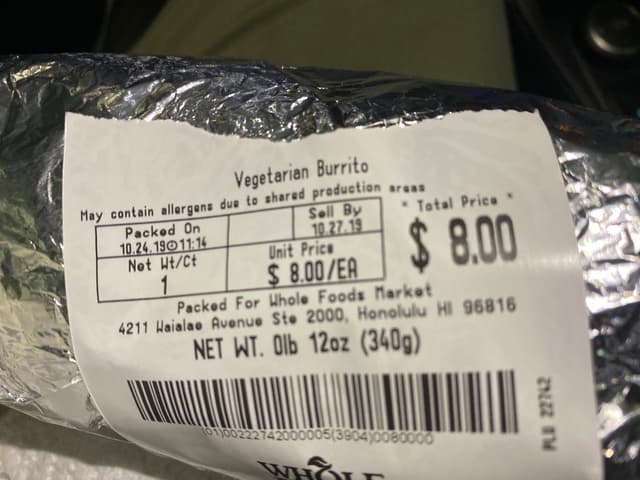 Vegetarian Burrito
May contain allergens due to shared production areas
Packed On
10.24.19 11:14
Sell By
10.27.19
* Total Price *
$ 8.00
Net Wt/Ct
1
Unit Price
$ 8.00/EA
Packed For Whole Foods Market
4211 Waialae Avenue Ste 2000, Honolulu HI 96816
NET WT. 0lb 12oz (340g)
(01)00222742000005(3904)0080000
PLU 22742
WHOLE